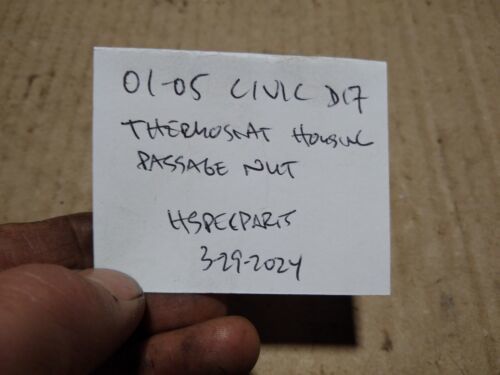 01-05 CIVIC D17
THERMOSTAT HOUSING
PASSAGE NUT
HSPECPARTS
3-29-2024